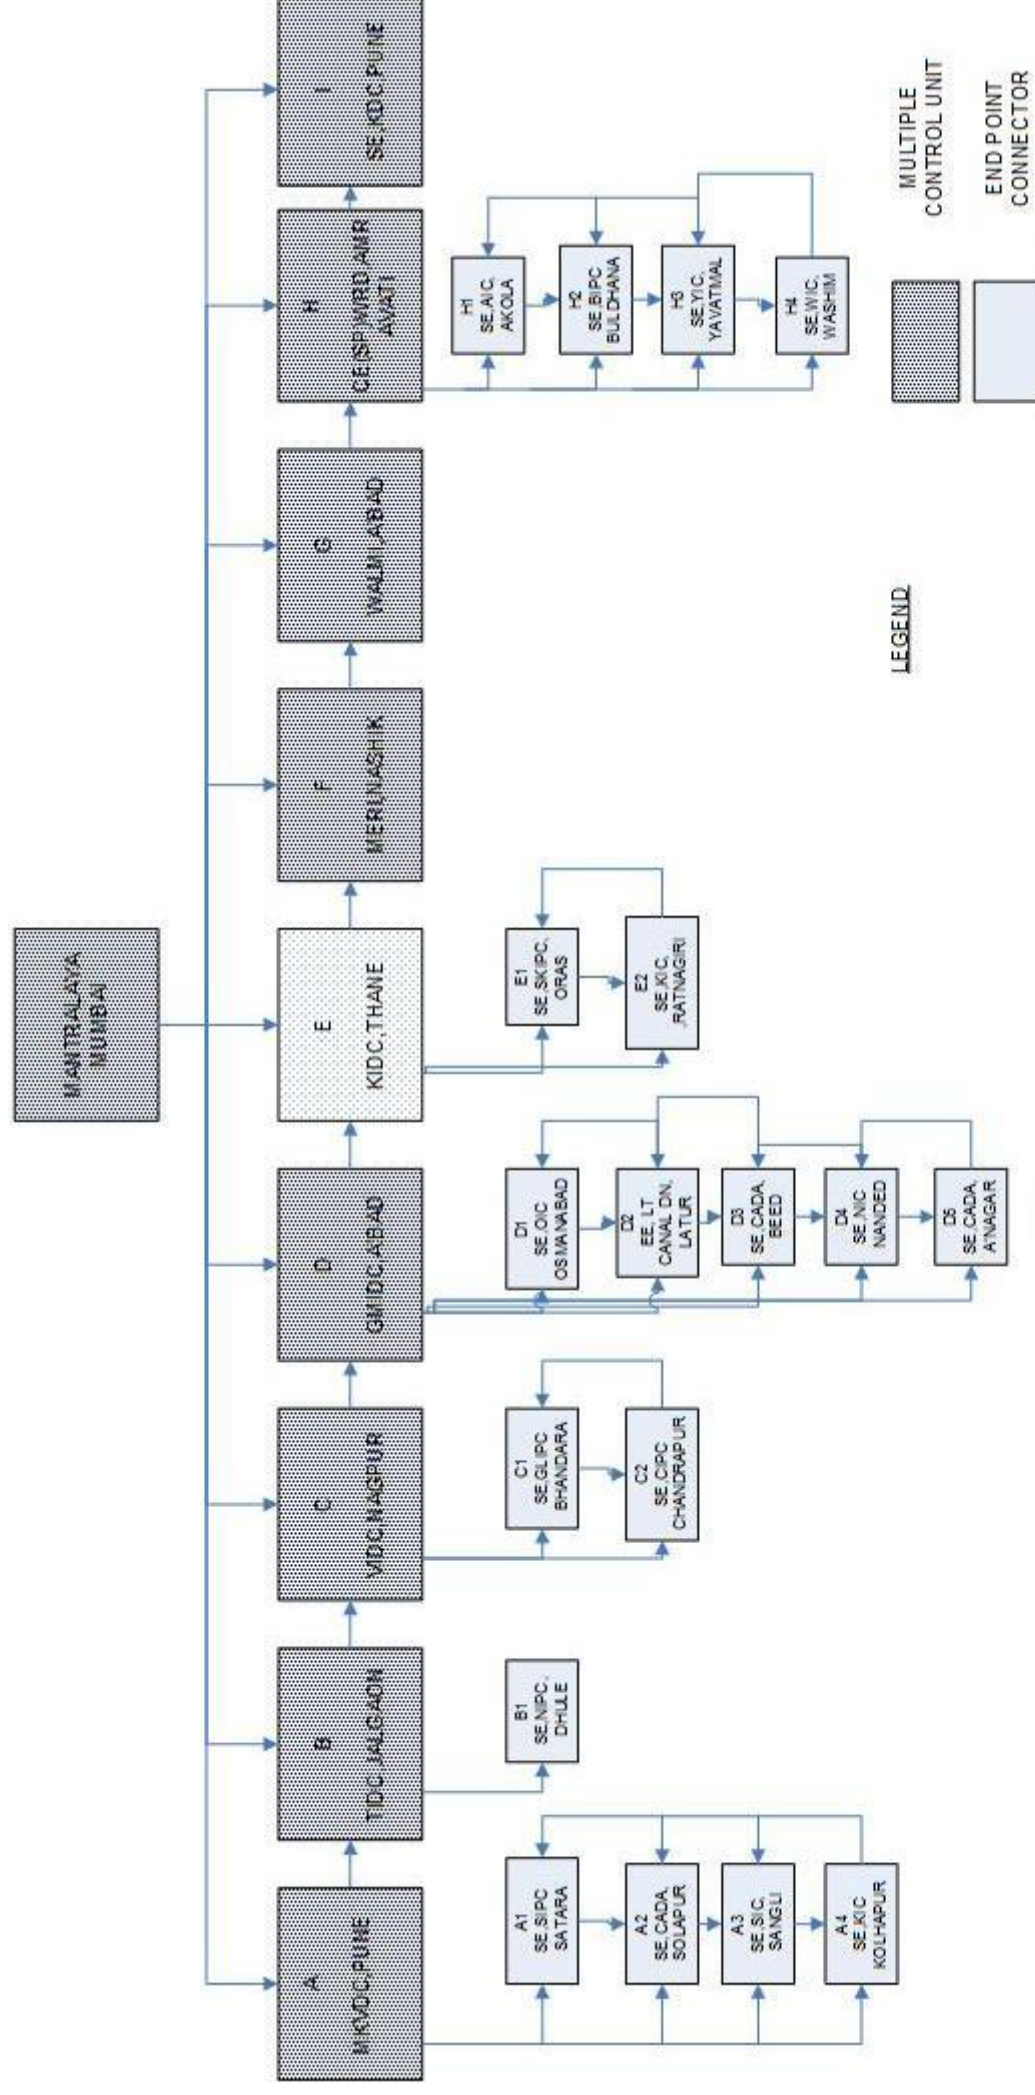 MANTRALAYA
MUMBAI
A
MKVDC,PUNE
B
TIDC,JALGAON
C
VIDC,NAGPUR
D
GMIDC,ABAD
E
KIDC,THANE
F
MERI,NASHIK
G
WALMI,ABAD
H
CE(SP)WRD,AMR
AVATI
I
SE,KDC,PUNE
A1
SE,SIPC
SATARA
A2
SE,CADA,
SOLAPUR
A3
SE,SIC,
SANGLI
A4
SE,KIC
KOLHAPUR
B1
SE,NIPC,
DHULE
C1
SE,GLIPC
BHANDARA
C2
SE,CIPC
CHANDRAPUR
D1
SE,OIC
OSMANABAD
D2
EE, LT
CANAL DN,
LATUR
D3
SE,CADA,
BEED
D4
SE,NIC
NANDED
D5
SE,CADA,
A'NAGAR
E1
SE,SKIPC,
ORAS
E2
SE,KIC,
,RATNAGIRI
H1
SE,AIC,
AKOLA
H2
SE,BIPC
BULDHANA
H3
SE,YIC,
YAVATMAL
H4
SE,WIC,
WASHIM
LEGEND
MULTIPLE
CONTROL UNIT
END POINT
CONNECTOR